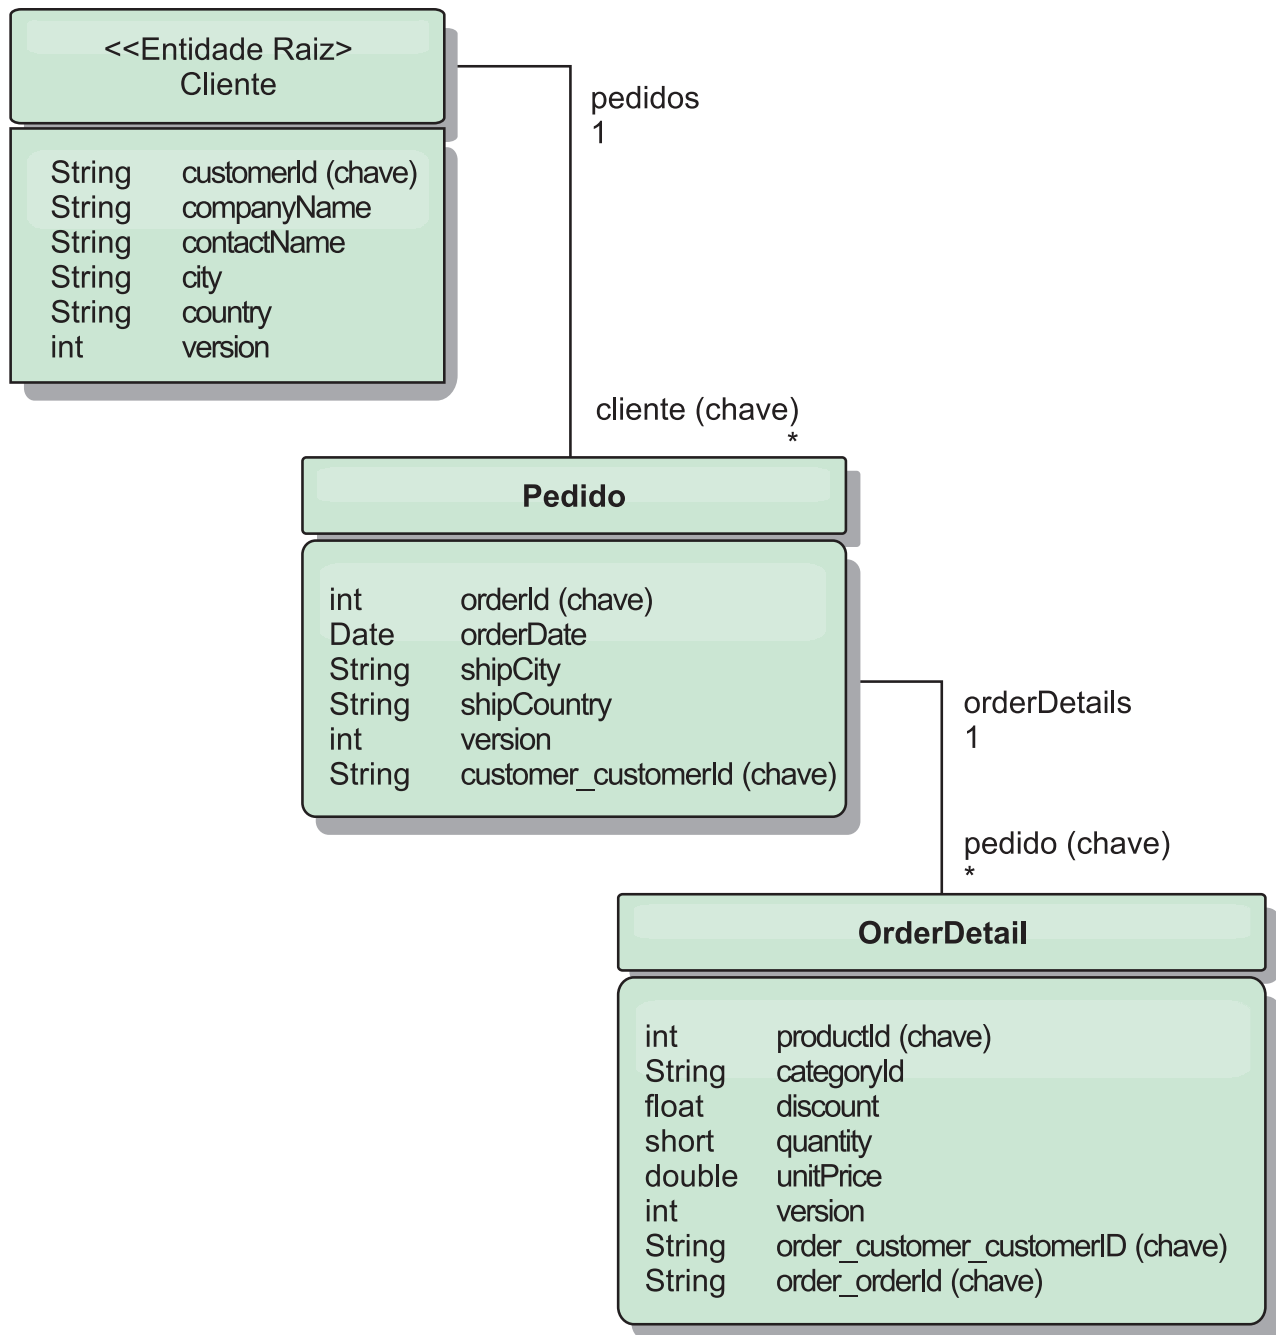 <<Entidade Raiz>
Cliente
String customerId (chave)
String companyName
String contactName
String city
String country
int version
pedidos
1
cliente (chave)
*
Pedido
int orderId (chave)
Date orderDate
String shipCity
String shipCountry
int version
String customer_customerId (chave)
orderDetails
1
pedido (chave)
*
OrderDetail
int productId (chave)
String categoryId
float discount
short quantity
double unitPrice
int version
String order_customer_customerID (chave)
String order_orderId (chave)